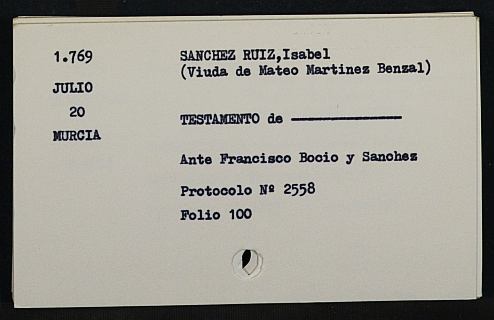 1.769
JULIO
20
MURCIA
SANCHEZ RUIZ,Isabel
(Viuda de Mateo Martinez Benzal)
TESTAMENTO de ————————
Ante Francisco Bocio y Sanchez
Protocolo Nº 2558
Folio 100